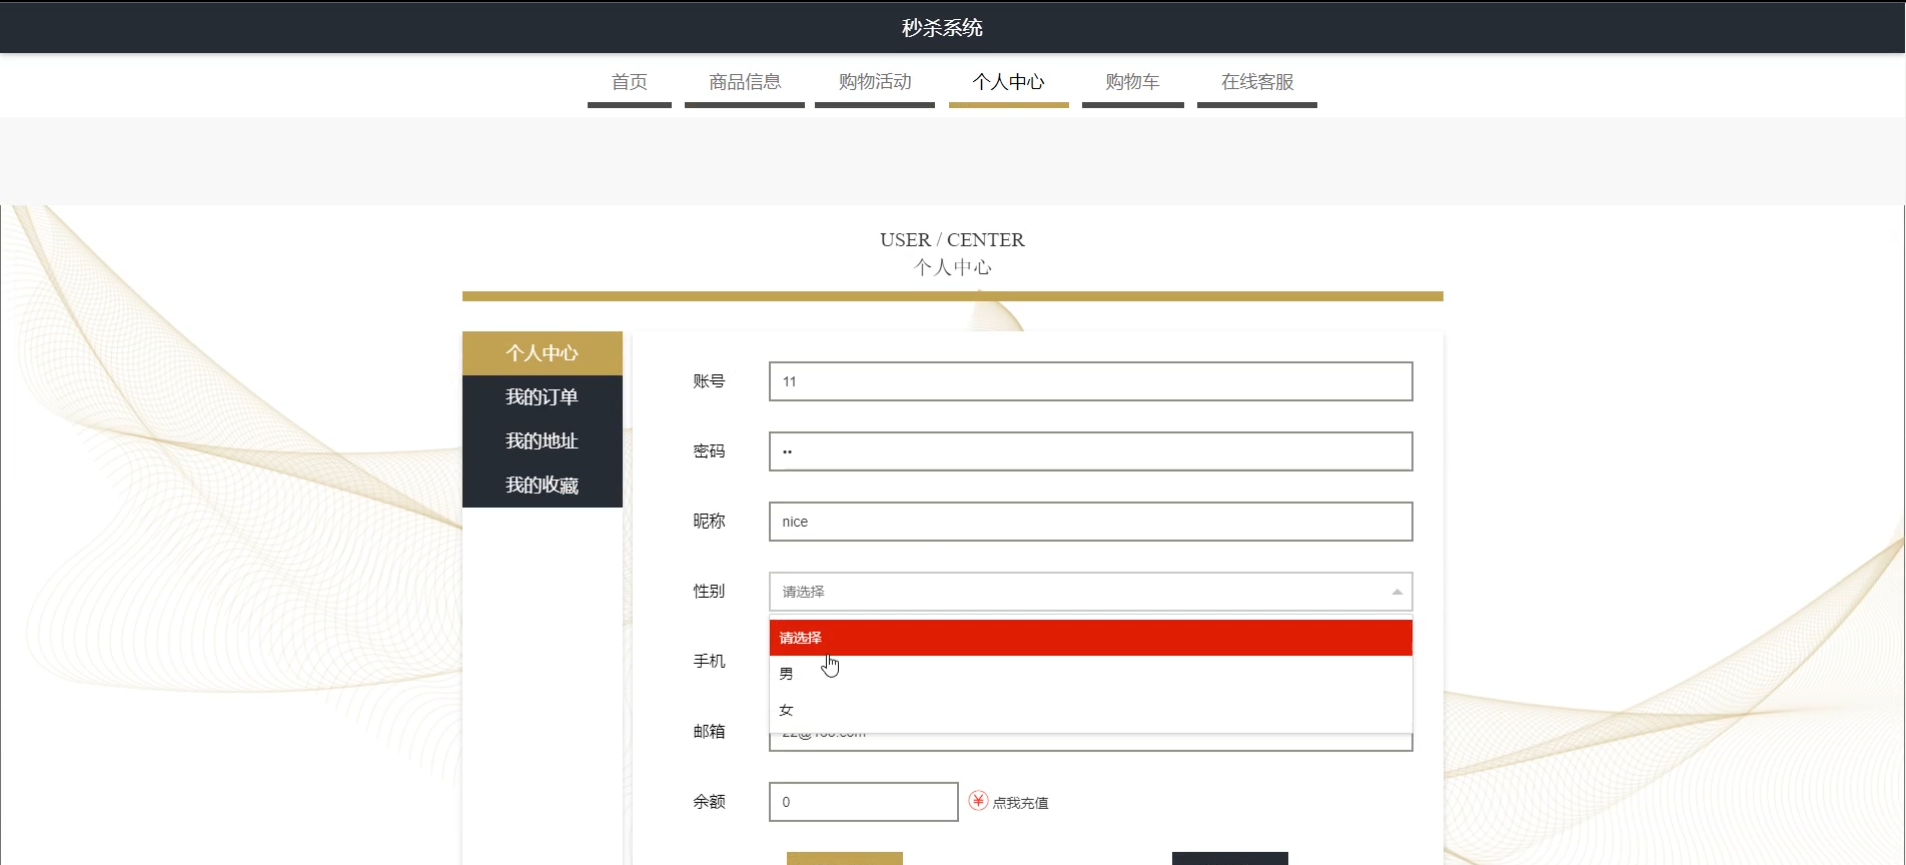 秒杀系统
首页 商品信息 购物活动 个人中心 购物车 在线客服
USER / CENTER
个人中心
个人中心
我的订单
我的地址
我的收藏
账号 11
密码 ••
昵称 nice
性别 请选择
请选择
手机
男
女
邮箱
余额 0 点我充值